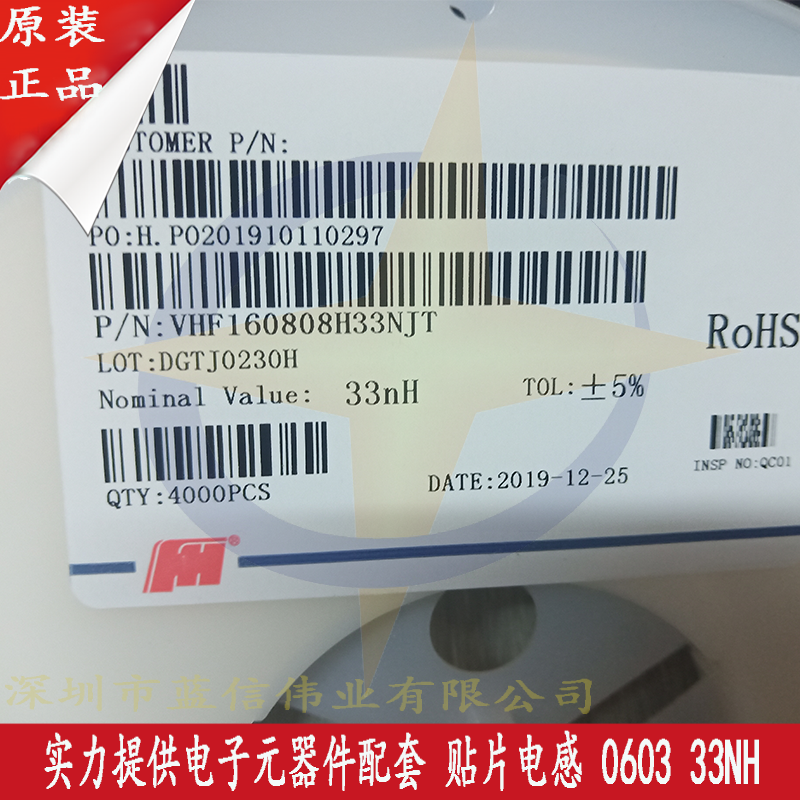 原装
正品
TOMER P/N:
PO:H.PO201910110297
P/N:VHF160808H33NJT
LOT:DGTJ0230H
Nominal Value: 33nH TOL:±5%
RoHS
INSP NO:QC01
QTY:4000PCS
DATE:2019-12-25
FH®
深圳市蓝信伟业有限公司
实力提供电子元器件配套 贴片电感 0603 33NH